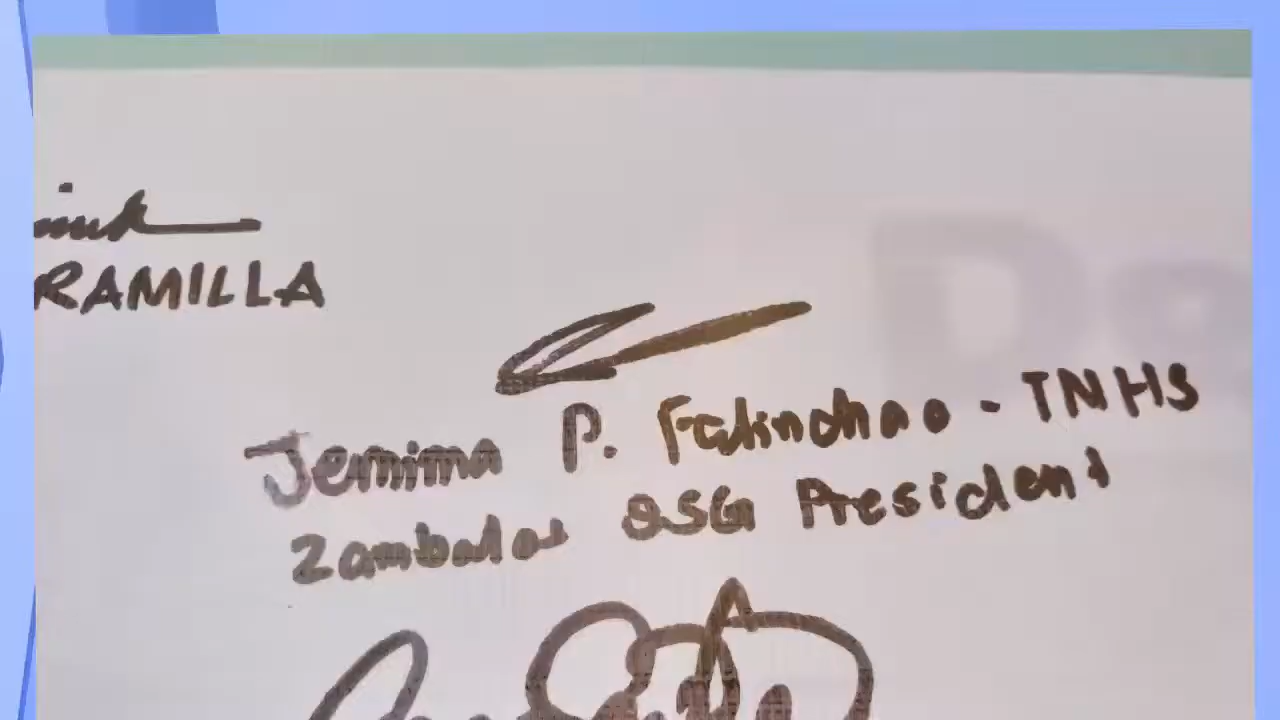 RAMILLA
Jemima P. Falinchao - TNHS
Zambales SSG President